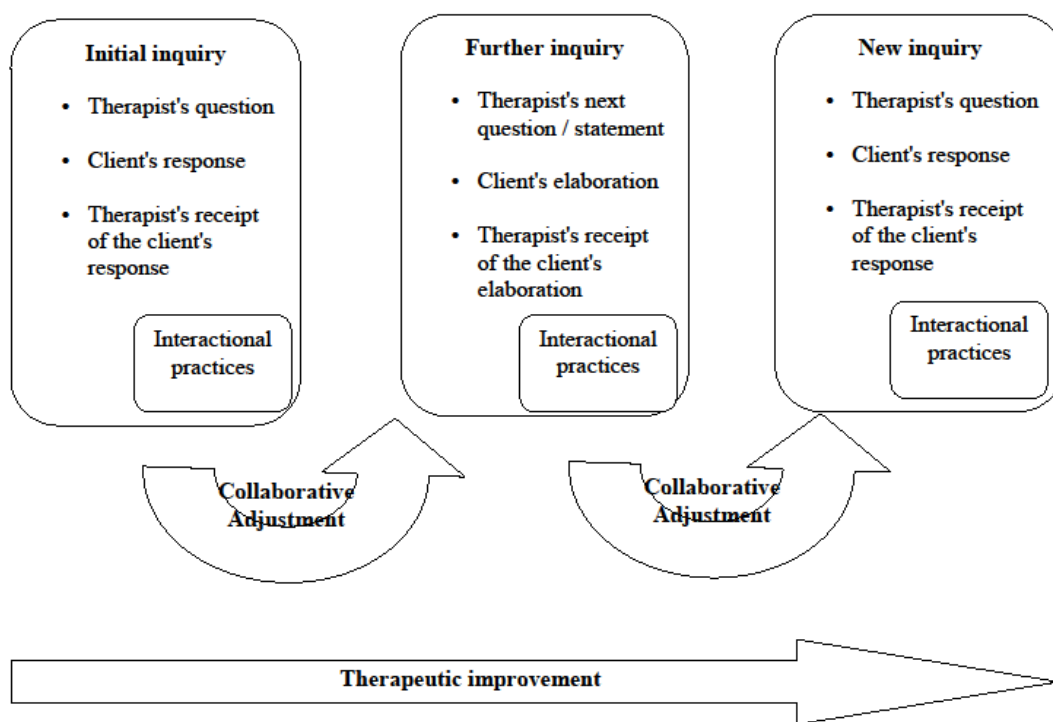 Initial inquiry
• Therapist's question
• Client's response
• Therapist's receipt
of the client's
response
Interactional
practices
Further inquiry
• Therapist's next
question / statement
• Client's elaboration
• Therapist's receipt
of the client's
elaboration
Interactional
practices
New inquiry
• Therapist's question
• Client's response
• Therapist's receipt
of the client's
response
Interactional
practices
Collaborative
Adjustment
Collaborative
Adjustment
Therapeutic improvement